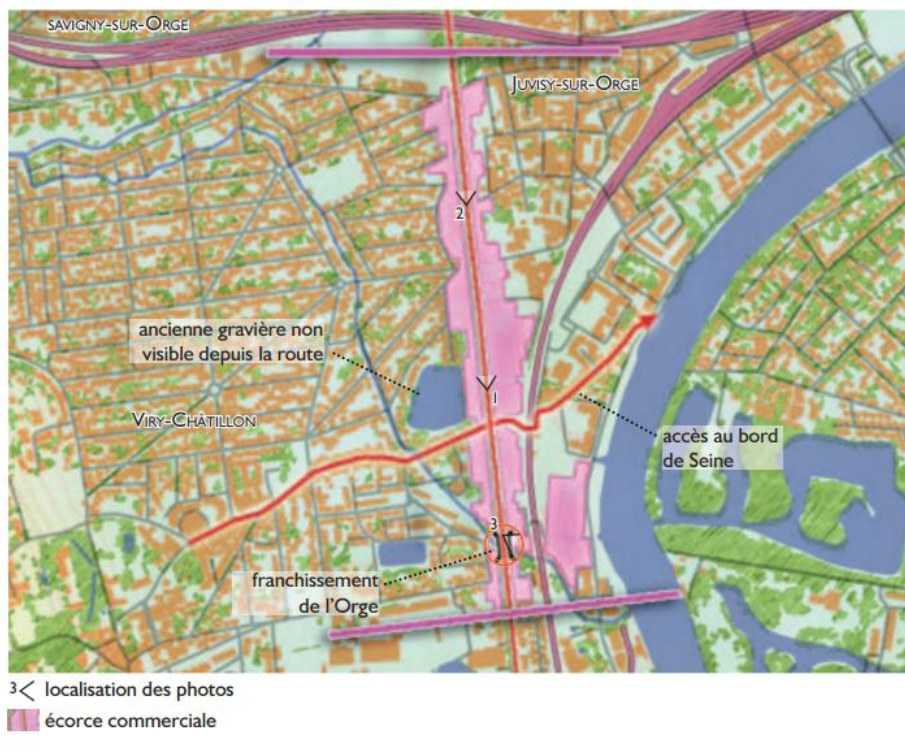 SAVIGNY-SUR-ORGE
JUVISY-SUR-ORGE
2
ancienne gravière non
visible depuis la route
1
VIRY-CHÂTILLON
accès au bord
de Seine
3
franchissement
de l'Orge
3< localisation des photos
écorce commerciale